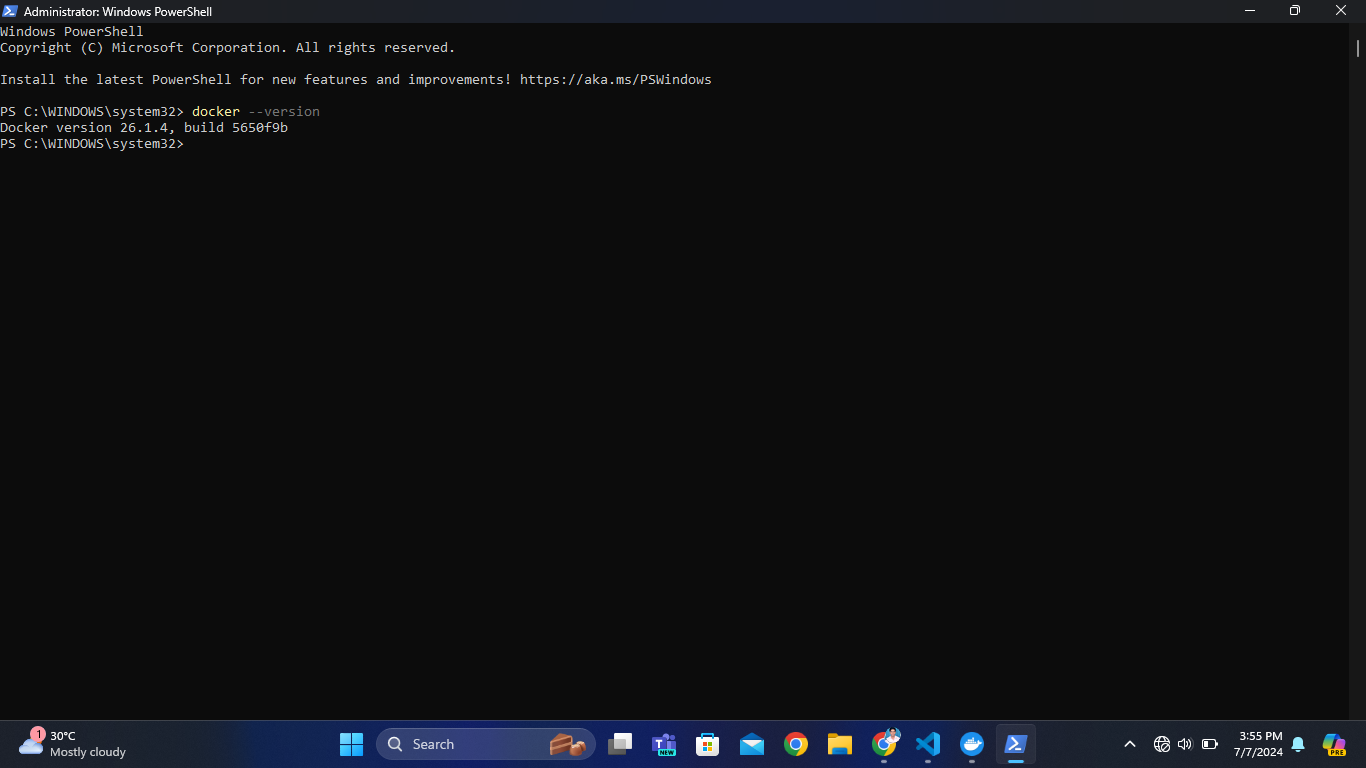 Administrator: Windows PowerShell
Windows PowerShell
Copyright (C) Microsoft Corporation. All rights reserved.
Install the latest PowerShell for new features and improvements! https://aka.ms/PSWindows
PS C:\WINDOWS\system32> docker --version
Docker version 26.1.4, build 5650f9b
PS C:\WINDOWS\system32>
1
30°C
Mostly cloudy
Search
NEW
3:55 PM
7/7/2024
PRE